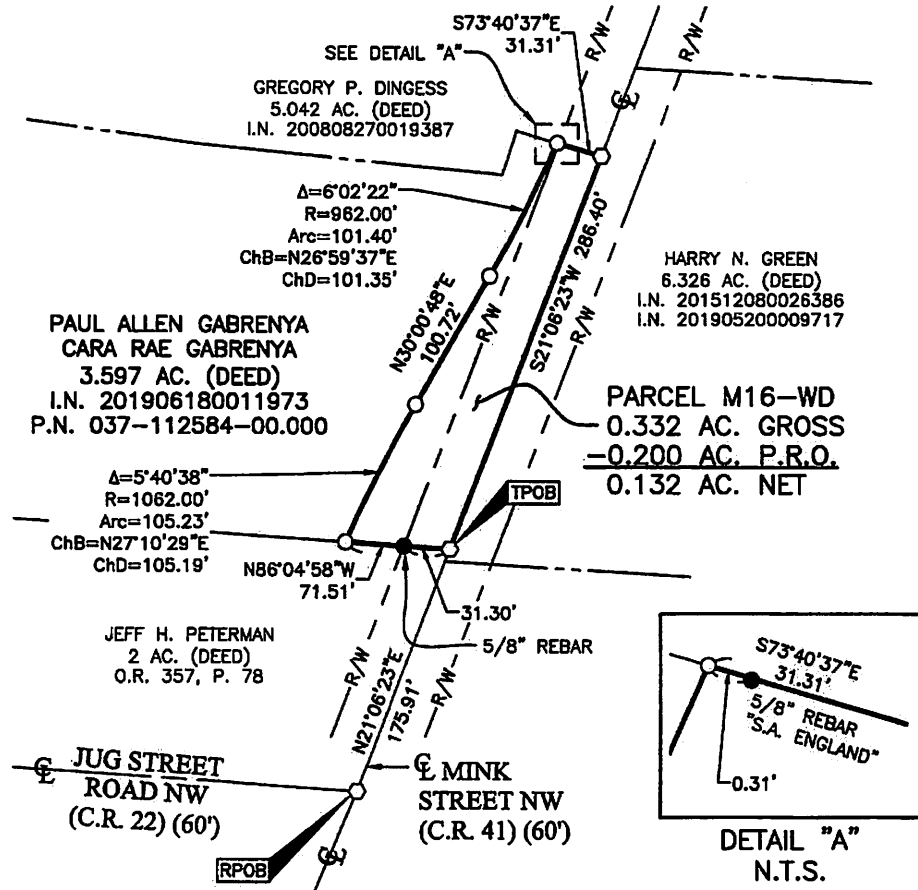 S73°40'37"E
31.31'
R/W
R/W
SEE DETAIL "A"
GREGORY P. DINGESS
5.042 AC. (DEED)
I.N. 200808270019387
℄
Δ=6°02'22"
R=962.00'
Arc=101.40'
ChB=N26°59'37"E
ChD=101.35'
S21°06'23"W 286.40'
HARRY N. GREEN
6.326 AC. (DEED)
I.N. 201512080026386
I.N. 201905200009717
N30°00'48"E
100.72'
R/W
R/W
PAUL ALLEN GABRENYA
CARA RAE GABRENYA
3.597 AC. (DEED)
I.N. 201906180011973
P.N. 037-112584-00.000
PARCEL M16-WD
0.332 AC. GROSS
-0.200 AC. P.R.O.
0.132 AC. NET
Δ=5°40'38"
R=1062.00'
Arc=105.23'
ChB=N27°10'29"E
ChD=105.19'
TPOB
N86°04'58"W
71.51'
31.30'
5/8" REBAR
JEFF H. PETERMAN
2 AC. (DEED)
O.R. 357, P. 78
R/W
N21°06'23"E
175.91'
R/W
℄ JUG STREET
ROAD NW
(C.R. 22) (60')
℄ MINK
STREET NW
(C.R. 41) (60')
RPOB
℄
S73°40'37"E
31.31'
5/8" REBAR
"S.A. ENGLAND"
0.31'
DETAIL "A"
N.T.S.